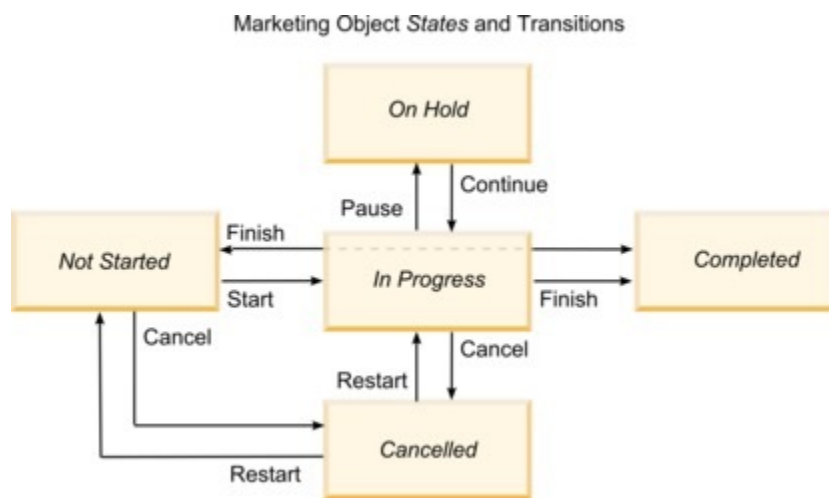 Marketing Object States and Transitions
On Hold
Pause
Continue
Finish
Not Started
Start
In Progress
Finish
Completed
Cancel
Restart
Cancel
Cancelled
Restart